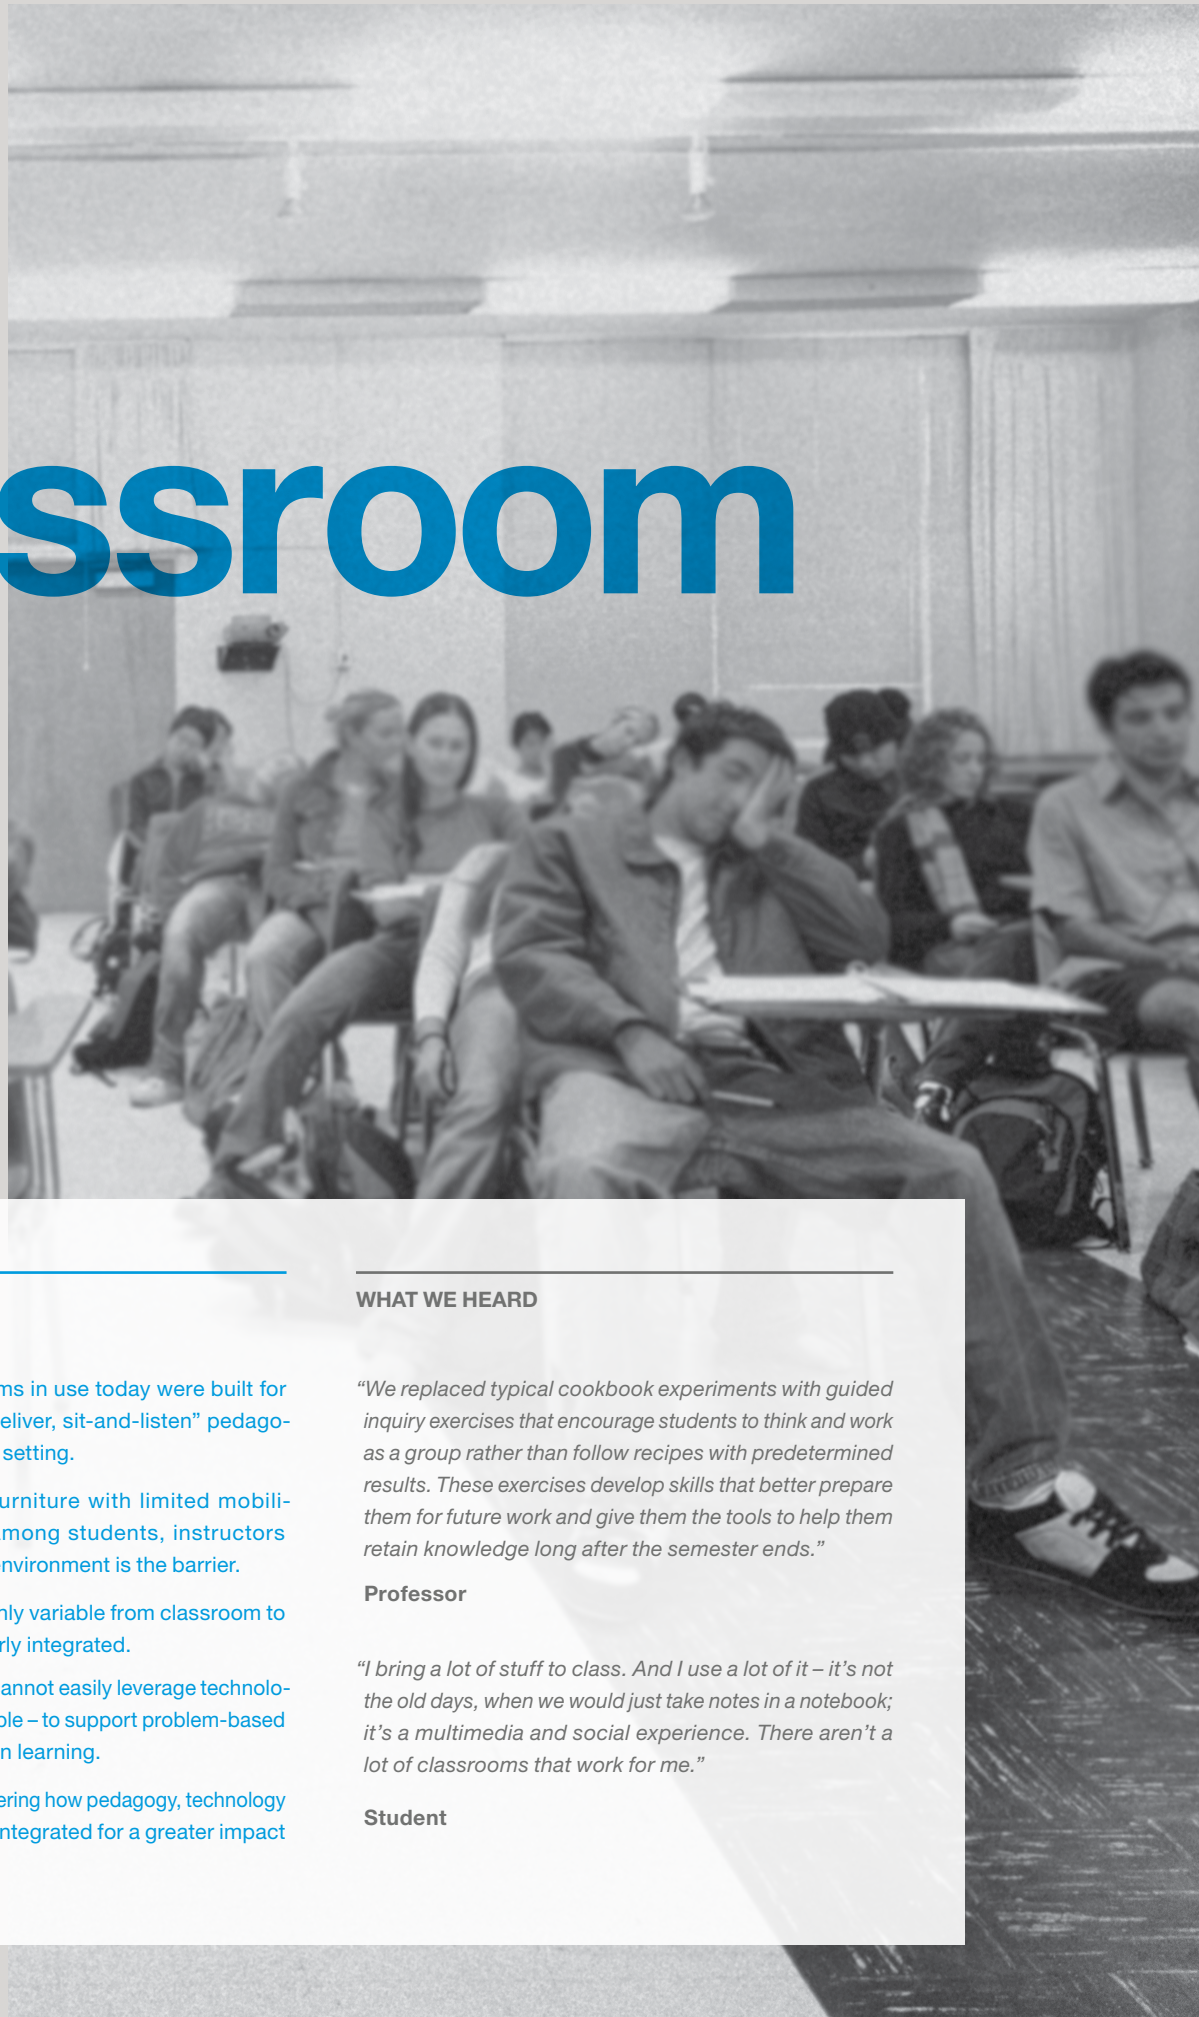 ssroom
ms in use today were built for
eliver, sit-and-listen” pedago-
setting.
urniture with limited mobili-
among students, instructors
environment is the barrier.
hly variable from classroom to
rly integrated.
annot easily leverage technolo-
ble – to support problem-based
n learning.
ering how pedagogy, technology
integrated for a greater impact
WHAT WE HEARD
“We replaced typical cookbook experiments with guided
inquiry exercises that encourage students to think and work
as a group rather than follow recipes with predetermined
results. These exercises develop skills that better prepare
them for future work and give them the tools to help them
retain knowledge long after the semester ends.”
Professor
“I bring a lot of stuff to class. And I use a lot of it – it’s not
the old days, when we would just take notes in a notebook;
it’s a multimedia and social experience. There aren’t a
lot of classrooms that work for me.”
Student